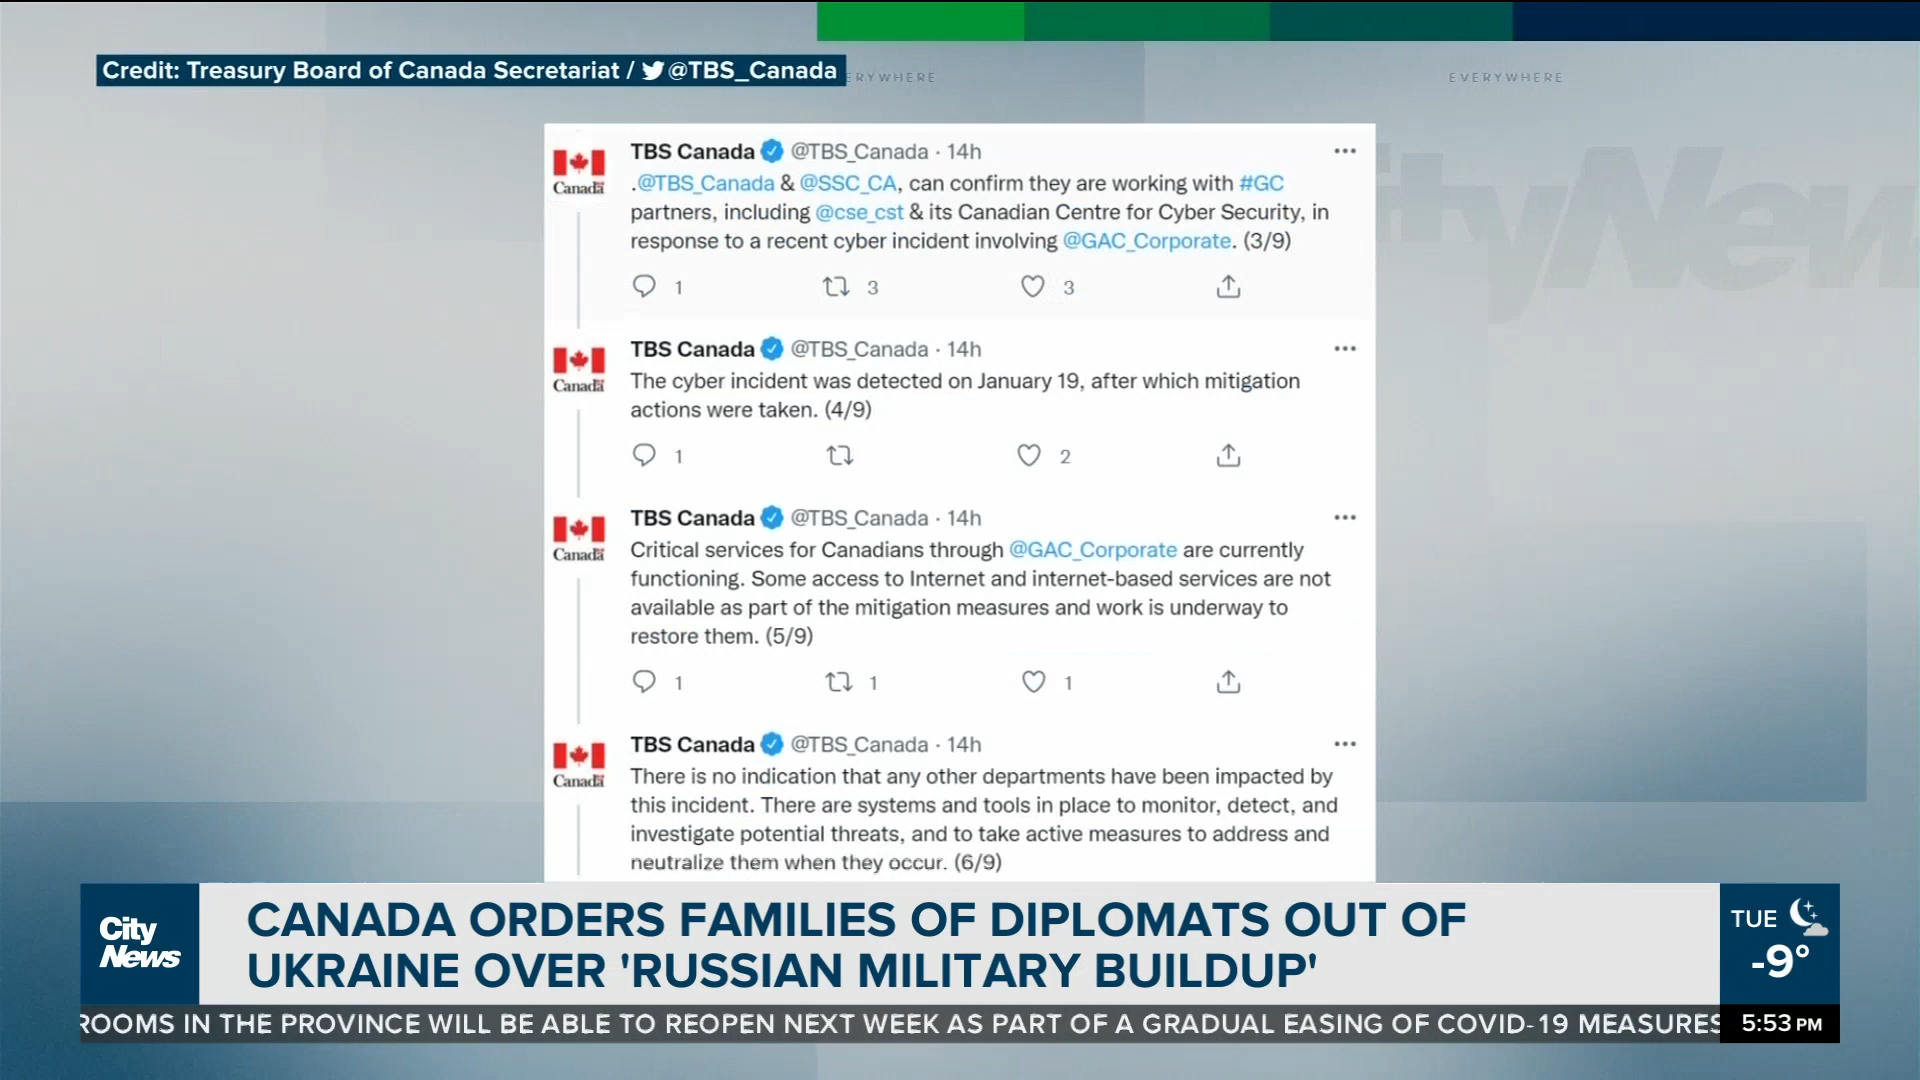 Credit: Treasury Board of Canada Secretariat / @TBS_Canada
ERYWHERE
EVERYWHERE
TBS Canada @TBS_Canada · 14h
Canada
.@TBS_Canada & @SSC_CA, can confirm they are working with #GC
partners, including @cse_cst & its Canadian Centre for Cyber Security, in
response to a recent cyber incident involving @GAC_Corporate. (3/9)
1 3 3
TBS Canada @TBS_Canada · 14h
Canada
The cyber incident was detected on January 19, after which mitigation
actions were taken. (4/9)
1 2
TBS Canada @TBS_Canada · 14h
Canada
Critical services for Canadians through @GAC_Corporate are currently
functioning. Some access to Internet and internet-based services are not
available as part of the mitigation measures and work is underway to
restore them. (5/9)
1 1 1
TBS Canada @TBS_Canada · 14h
Canada
There is no indication that any other departments have been impacted by
this incident. There are systems and tools in place to monitor, detect, and
investigate potential threats, and to take active measures to address and
neutralize them when they occur. (6/9)
ityNew
City
News
CANADA ORDERS FAMILIES OF DIPLOMATS OUT OF
UKRAINE OVER 'RUSSIAN MILITARY BUILDUP'
TUE
-9°
ROOMS IN THE PROVINCE WILL BE ABLE TO REOPEN NEXT WEEK AS PART OF A GRADUAL EASING OF COVID-19 MEASURES
5:53 PM